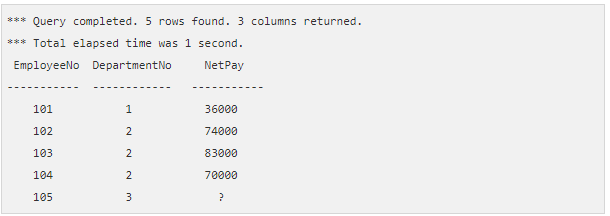 *** Query completed. 5 rows found. 3 columns returned.
*** Total elapsed time was 1 second.
EmployeeNo DepartmentNo NetPay
----------- ------------ -----------
101 1 36000
102 2 74000
103 2 83000
104 2 70000
105 3 ?